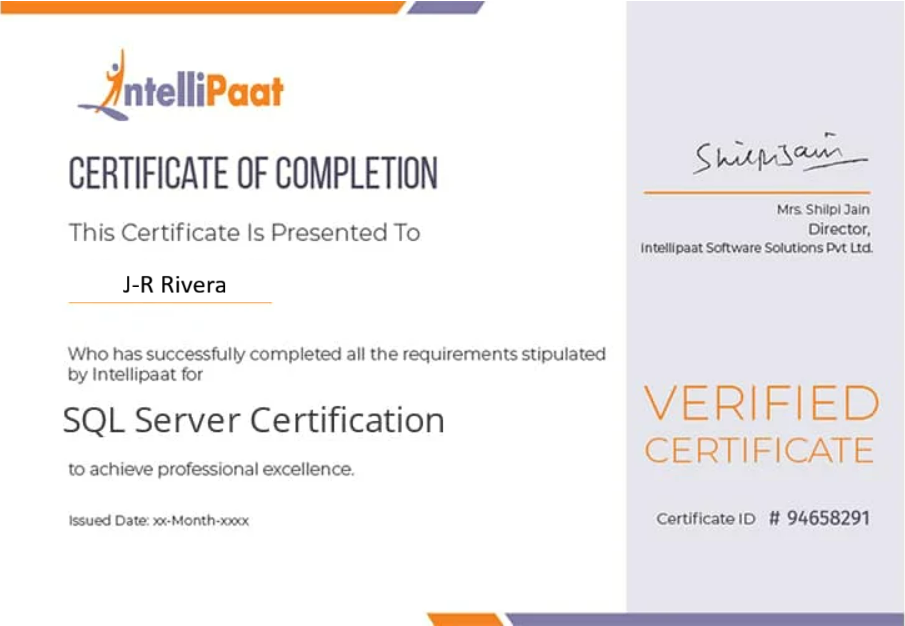 IntelliPaat
CERTIFICATE OF COMPLETION
This Certificate Is Presented To
J-R Rivera
Who has successfully completed all the requirements stipulated
by Intellipaat for
SQL Server Certification
to achieve professional excellence.
Issued Date: xx-Month-xxxx
Shilpi Jain
Mrs. Shilpi Jain
Director,
Intellipaat Software Solutions Pvt Ltd.
VERIFIED
CERTIFICATE
Certificate ID # 94658291